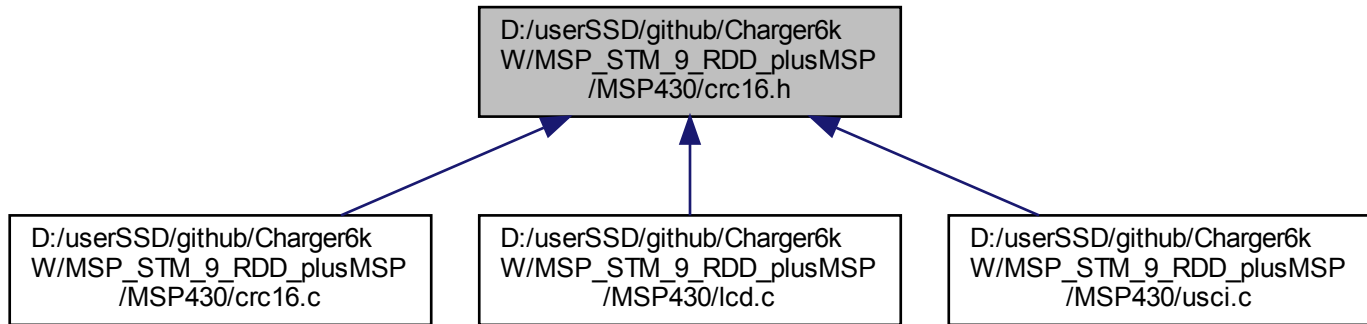 D:/userSSD/github/Charger6k
W/MSP_STM_9_RDD_plusMSP
/MSP430/crc16.h
D:/userSSD/github/Charger6k
W/MSP_STM_9_RDD_plusMSP
/MSP430/crc16.c
D:/userSSD/github/Charger6k
W/MSP_STM_9_RDD_plusMSP
/MSP430/lcd.c
D:/userSSD/github/Charger6k
W/MSP_STM_9_RDD_plusMSP
/MSP430/usci.c